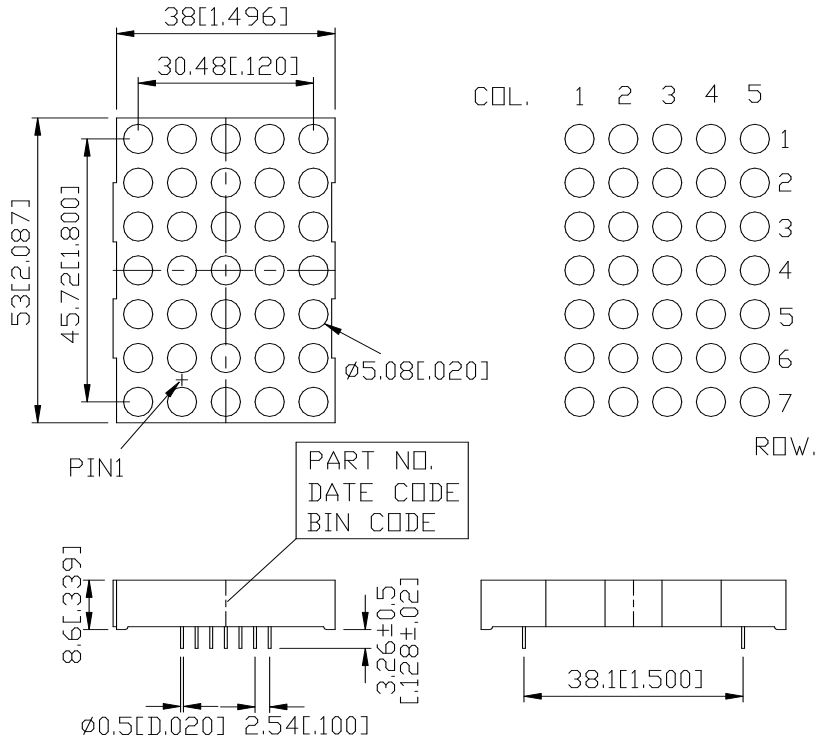 38[1.496]
30.48[.120]
COL. 1 2 3 4 5
1
2
3
4
5
6
7
ROW.
53[2.087]
45.72[1.800]
ø5.08[.020]
PIN1
PART NO.
DATE CODE
BIN CODE
8.6[.339]
3.26±0.5
[.128±.02]
38.1[1.500]
ø0.5[D.020]
2.54[.100]